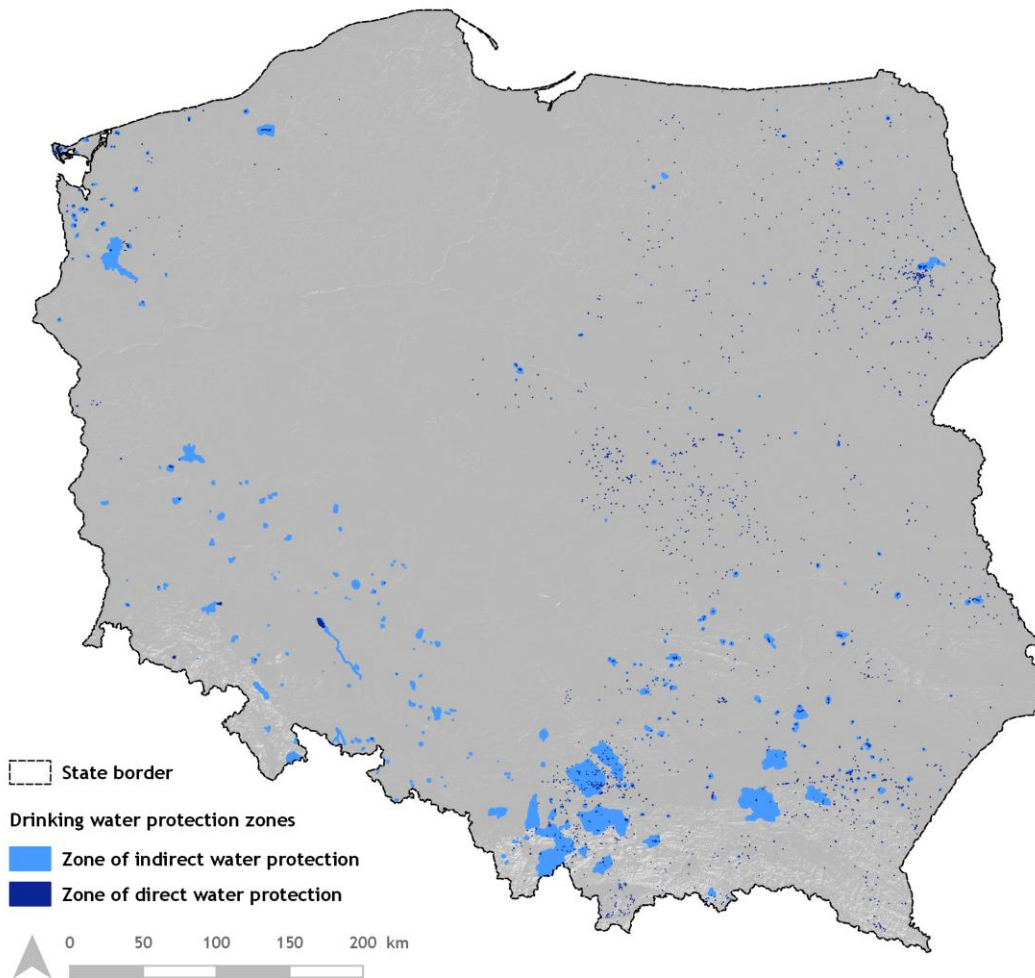 State border
Drinking water protection zones
Zone of indirect water protection
Zone of direct water protection
0 50 100 150 200 km